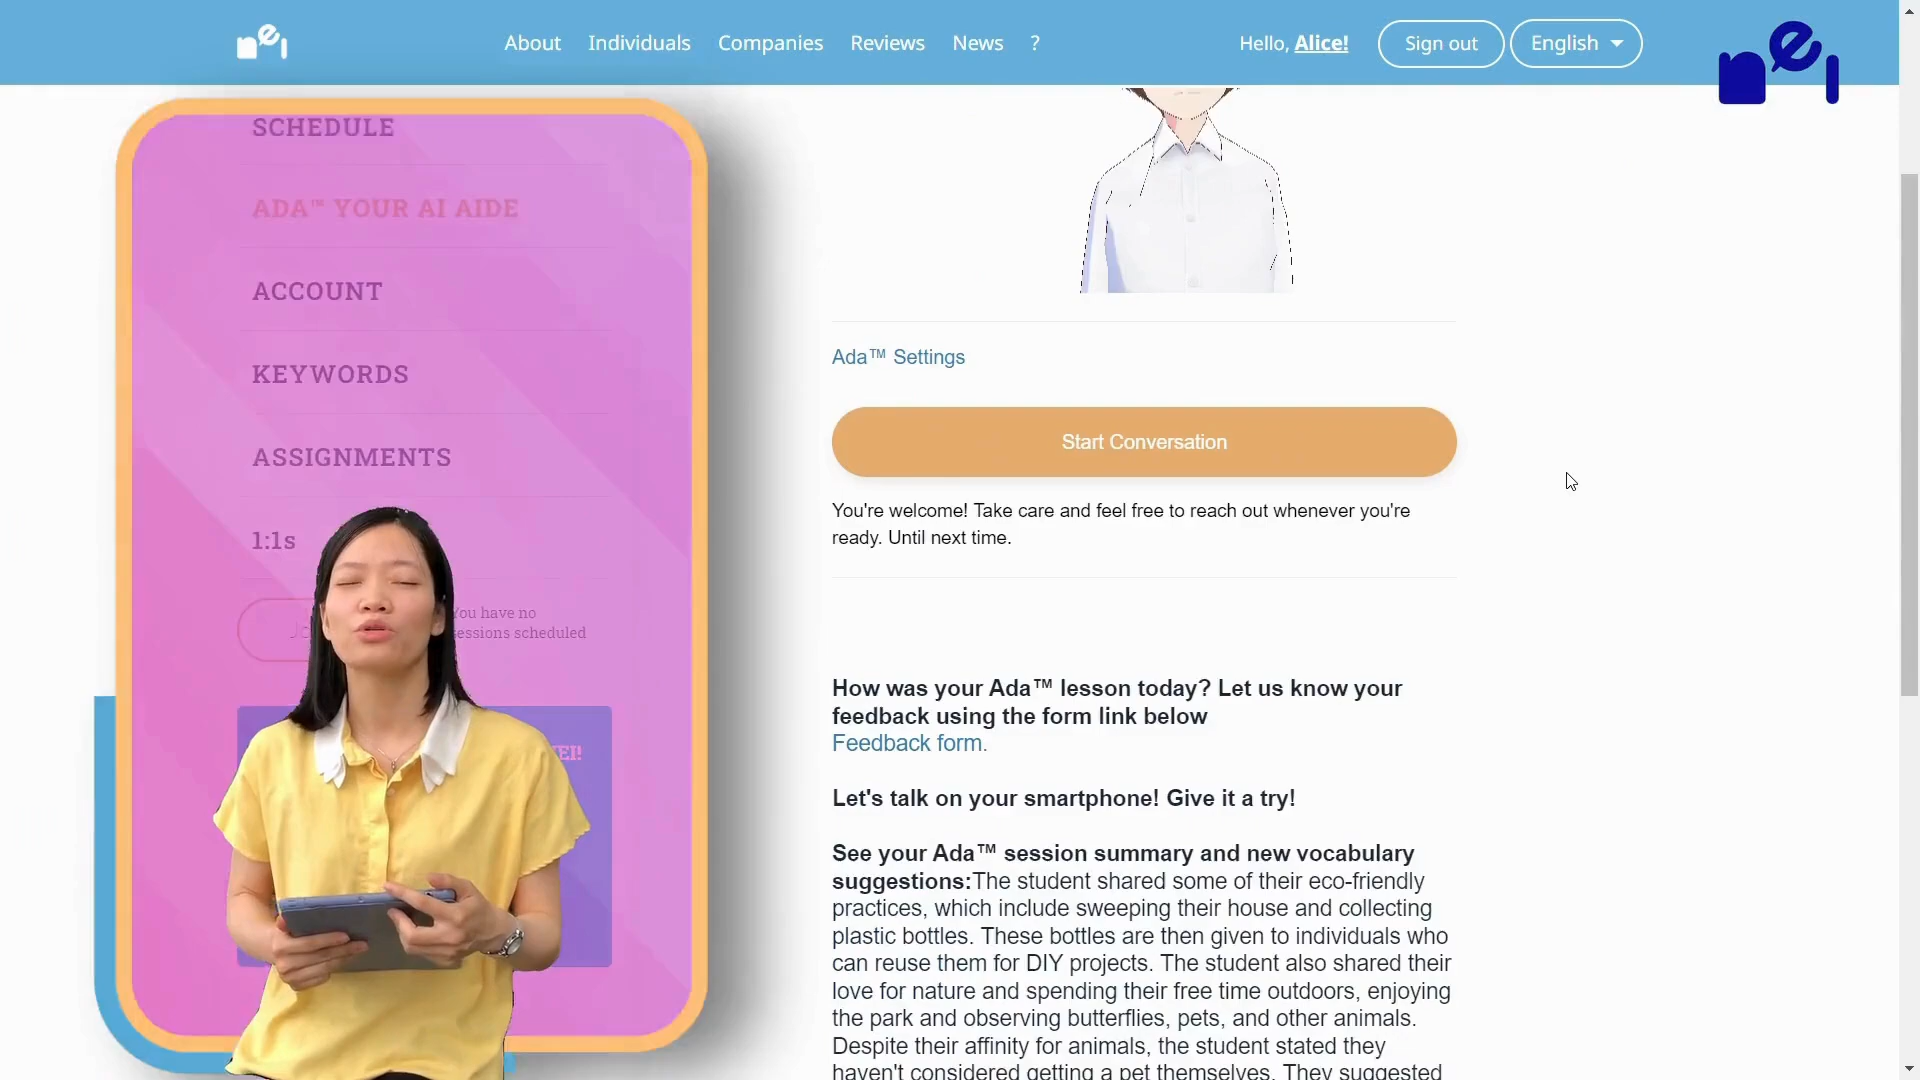 nei
About
Individuals
Companies
Reviews
News
?
Hello, Alice!
Sign out
English
nei
SCHEDULE
ADA™ YOUR AI AIDE
ACCOUNT
KEYWORDS
ASSIGNMENTS
1:1s
You have no
sessions scheduled
Ada™ Settings
Start Conversation
You're welcome! Take care and feel free to reach out whenever you're
ready. Until next time.
How was your Ada™ lesson today? Let us know your
feedback using the form link below
Feedback form.
Let's talk on your smartphone! Give it a try!
See your Ada™ session summary and new vocabulary
suggestions:The student shared some of their eco-friendly
practices, which include sweeping their house and collecting
plastic bottles. These bottles are then given to individuals who
can reuse them for DIY projects. The student also shared their
love for nature and spending their free time outdoors, enjoying
the park and observing butterflies, pets, and other animals.
Despite their affinity for animals, the student stated they
haven't considered getting a pet themselves. They suggested